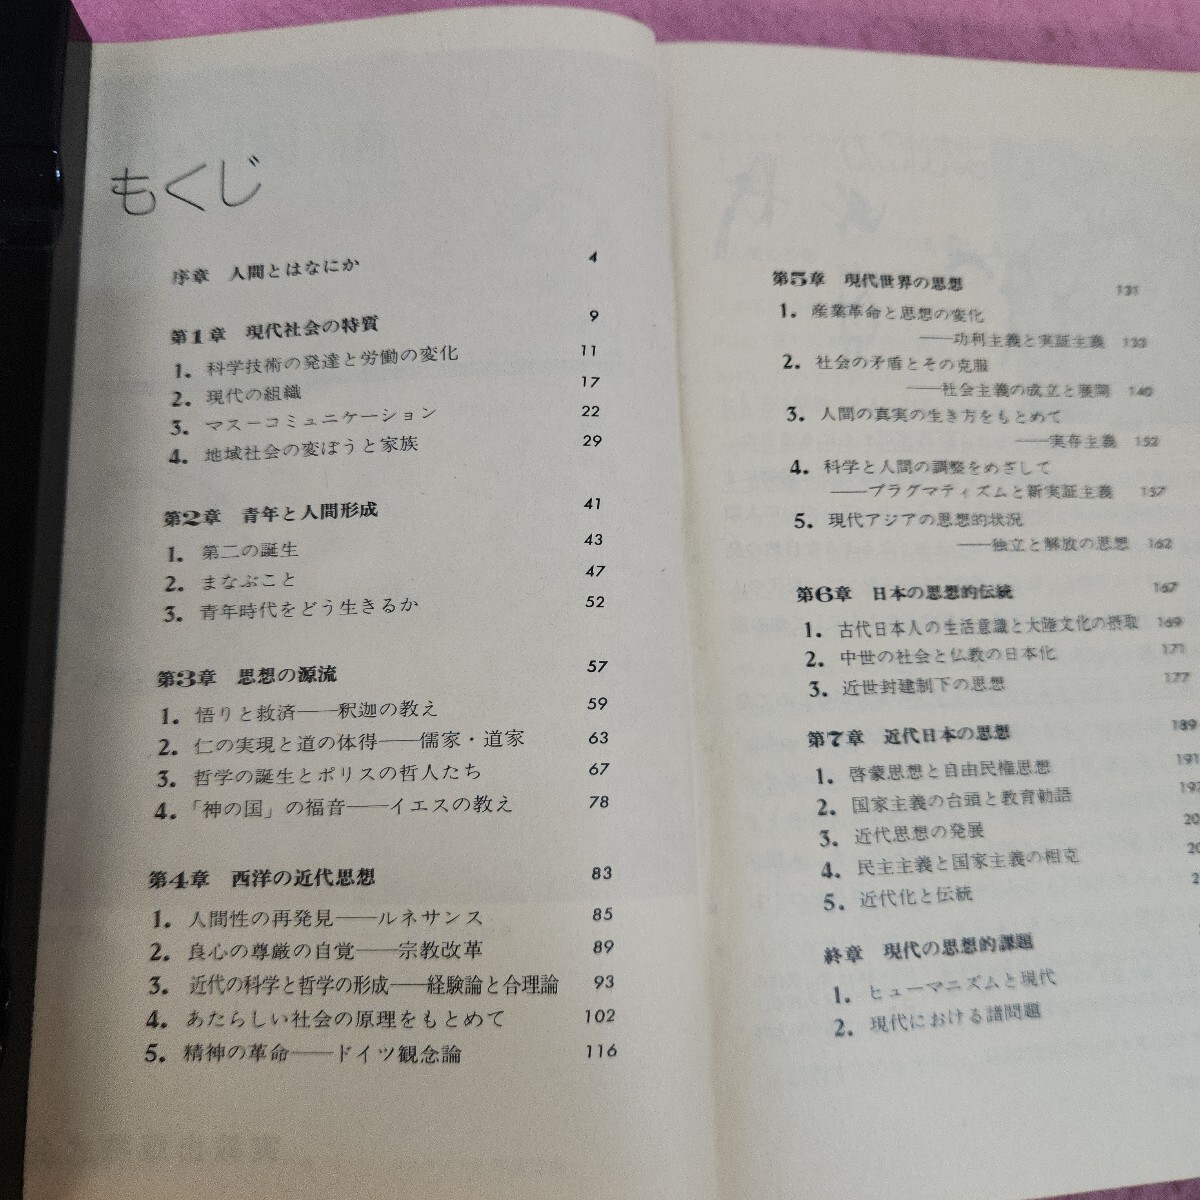 もくじ
序章 人間とはなにか 4
第1章 現代社会の特質 9
1. 科学技術の発達と労働の変化 11
2. 現代の組織 17
3. マス－コミュニケーション 22
4. 地域社会の変ぼうと家族 29
第2章 青年と人間形成 41
1. 第二の誕生 43
2. まなぶこと 47
3. 青年時代をどう生きるか 52
第3章 思想の源流 57
1. 悟りと救済――釈迦の教え 59
2. 仁の実現と道の体得――儒家・道家 63
3. 哲学の誕生とポリスの哲人たち 67
4. 「神の国」の福音――イエスの教え 78
第4章 西洋の近代思想 83
1. 人間性の再発見――ルネサンス 85
2. 良心の尊厳の自覚――宗教改革 89
3. 近代の科学と哲学の形成――経験論と合理論 93
4. あたらしい社会の原理をもとめて 102
5. 精神の革命――ドイツ観念論 116
第5章 現代世界の思想 131
1. 産業革命と思想の変化
――功利主義と実証主義 133
2. 社会の矛盾とその克服
――社会主義の成立と展開 140
3. 人間の真実の生き方をもとめて
――実存主義 152
4. 科学と人間の調整をめざして
――プラグマティズムと新実証主義 157
5. 現代アジアの思想的状況
――独立と解放の思想 162
第6章 日本の思想的伝統 167
1. 古代日本人の生活意識と大陸文化の摂取 169
2. 中世の社会と仏教の日本化 171
3. 近世封建制下の思想 177
第7章 近代日本の思想 189
1. 啓蒙思想と自由民権思想 191
2. 国家主義の台頭と教育勅語
3. 近代思想の発展
4. 民主主義と国家主義の相克
5. 近代化と伝統
終章 現代の思想的課題
1. ヒューマニズムと現代
2. 現代における諸問題